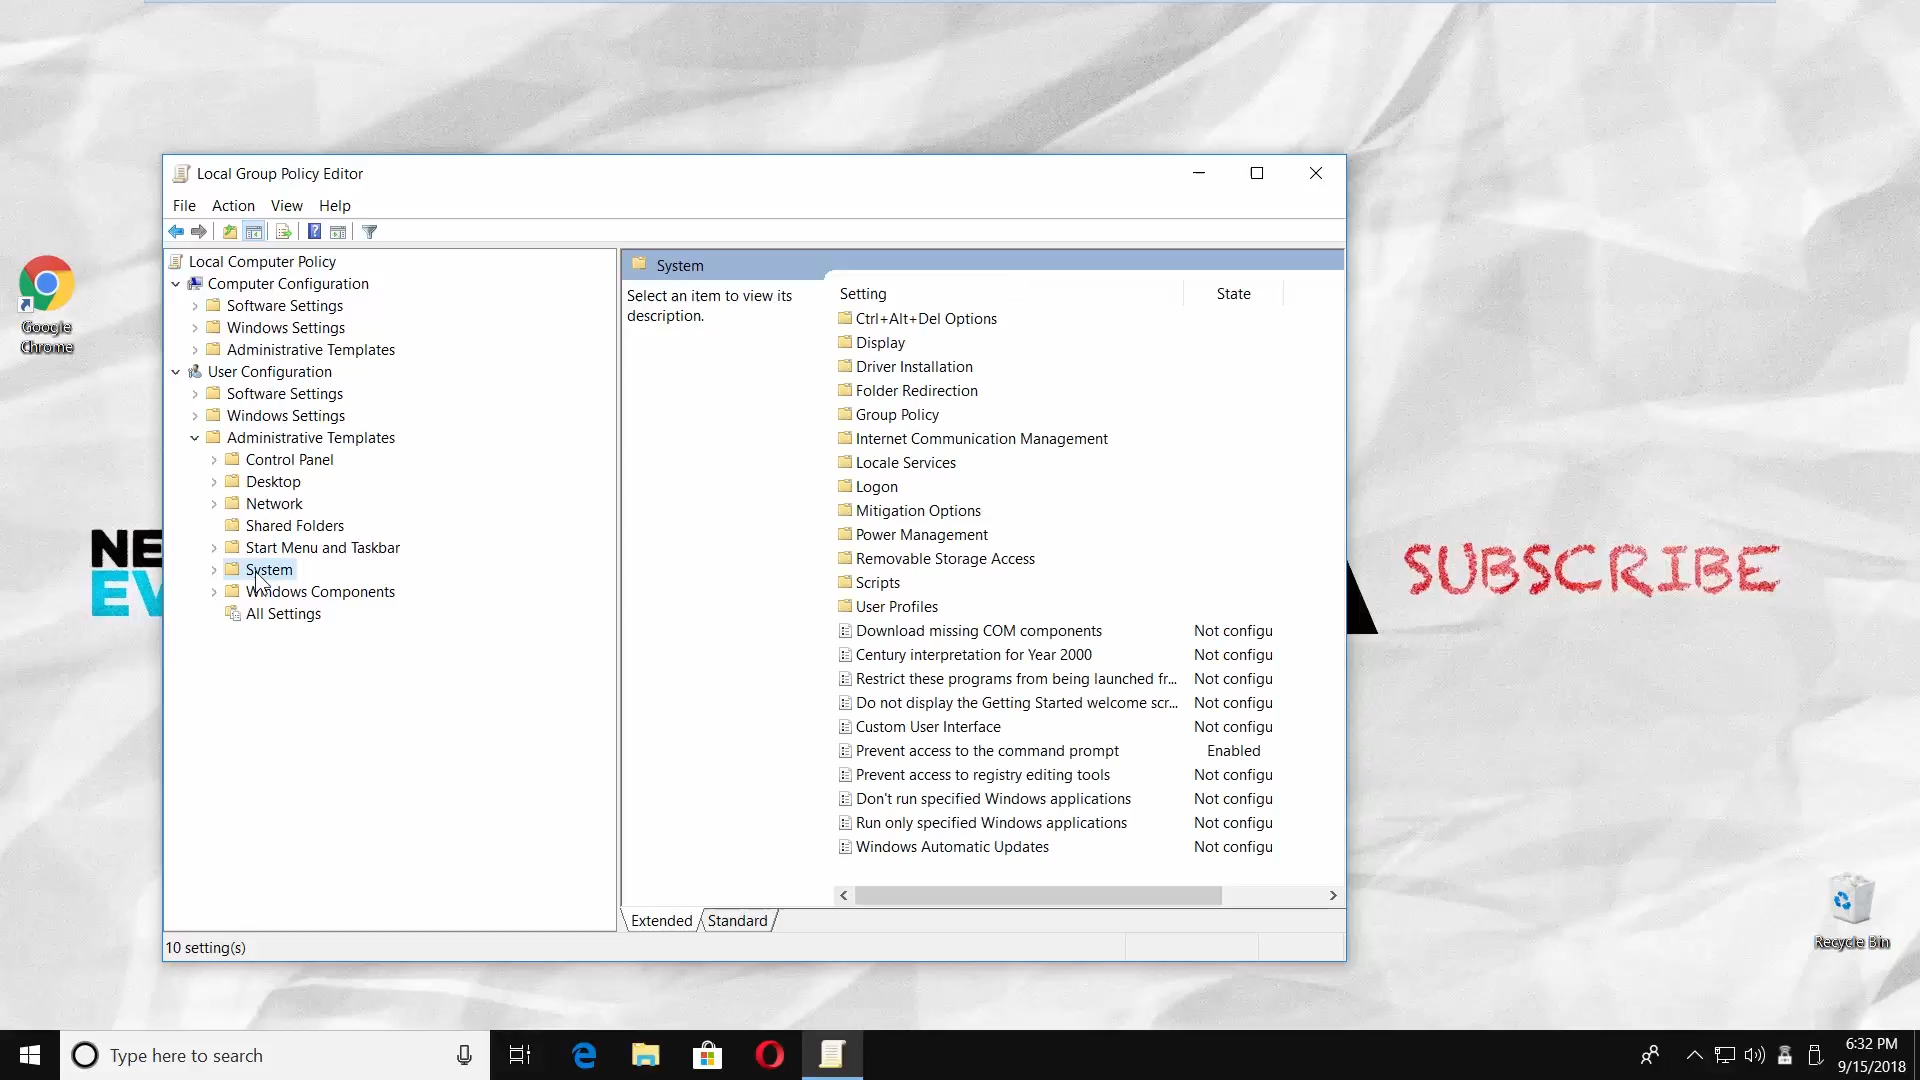 Local Group Policy Editor
File Action View Help
Local Computer Policy
Computer Configuration
Software Settings
Windows Settings
Administrative Templates
User Configuration
Software Settings
Windows Settings
Administrative Templates
Control Panel
Desktop
Network
Shared Folders
Start Menu and Taskbar
System
Windows Components
All Settings
System
Select an item to view its
description.
Setting State
Ctrl+Alt+Del Options
Display
Driver Installation
Folder Redirection
Group Policy
Internet Communication Management
Locale Services
Logon
Mitigation Options
Power Management
Removable Storage Access
Scripts
User Profiles
Download missing COM components Not configu
Century interpretation for Year 2000 Not configu
Restrict these programs from being launched fr... Not configu
Do not display the Getting Started welcome scr... Not configu
Custom User Interface Not configu
Prevent access to the command prompt Enabled
Prevent access to registry editing tools Not configu
Don't run specified Windows applications Not configu
Run only specified Windows applications Not configu
Windows Automatic Updates Not configu
Extended Standard
10 setting(s)
Google
Chrome
NE
EV
SUBSCRIBE
Recycle Bin
Type here to search
6:32 PM
9/15/2018